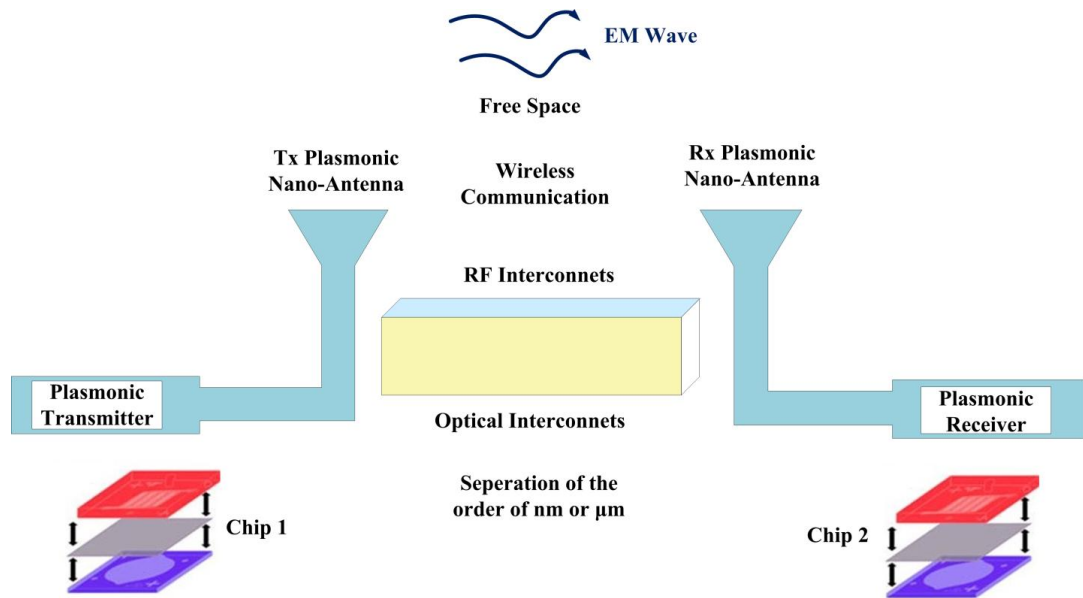 EM Wave
Free Space
Tx Plasmonic
Nano-Antenna
Wireless
Communication
Rx Plasmonic
Nano-Antenna
RF Interconnets
Plasmonic
Transmitter
Optical Interconnets
Plasmonic
Receiver
Chip 1
Seperation of the
order of nm or μm
Chip 2